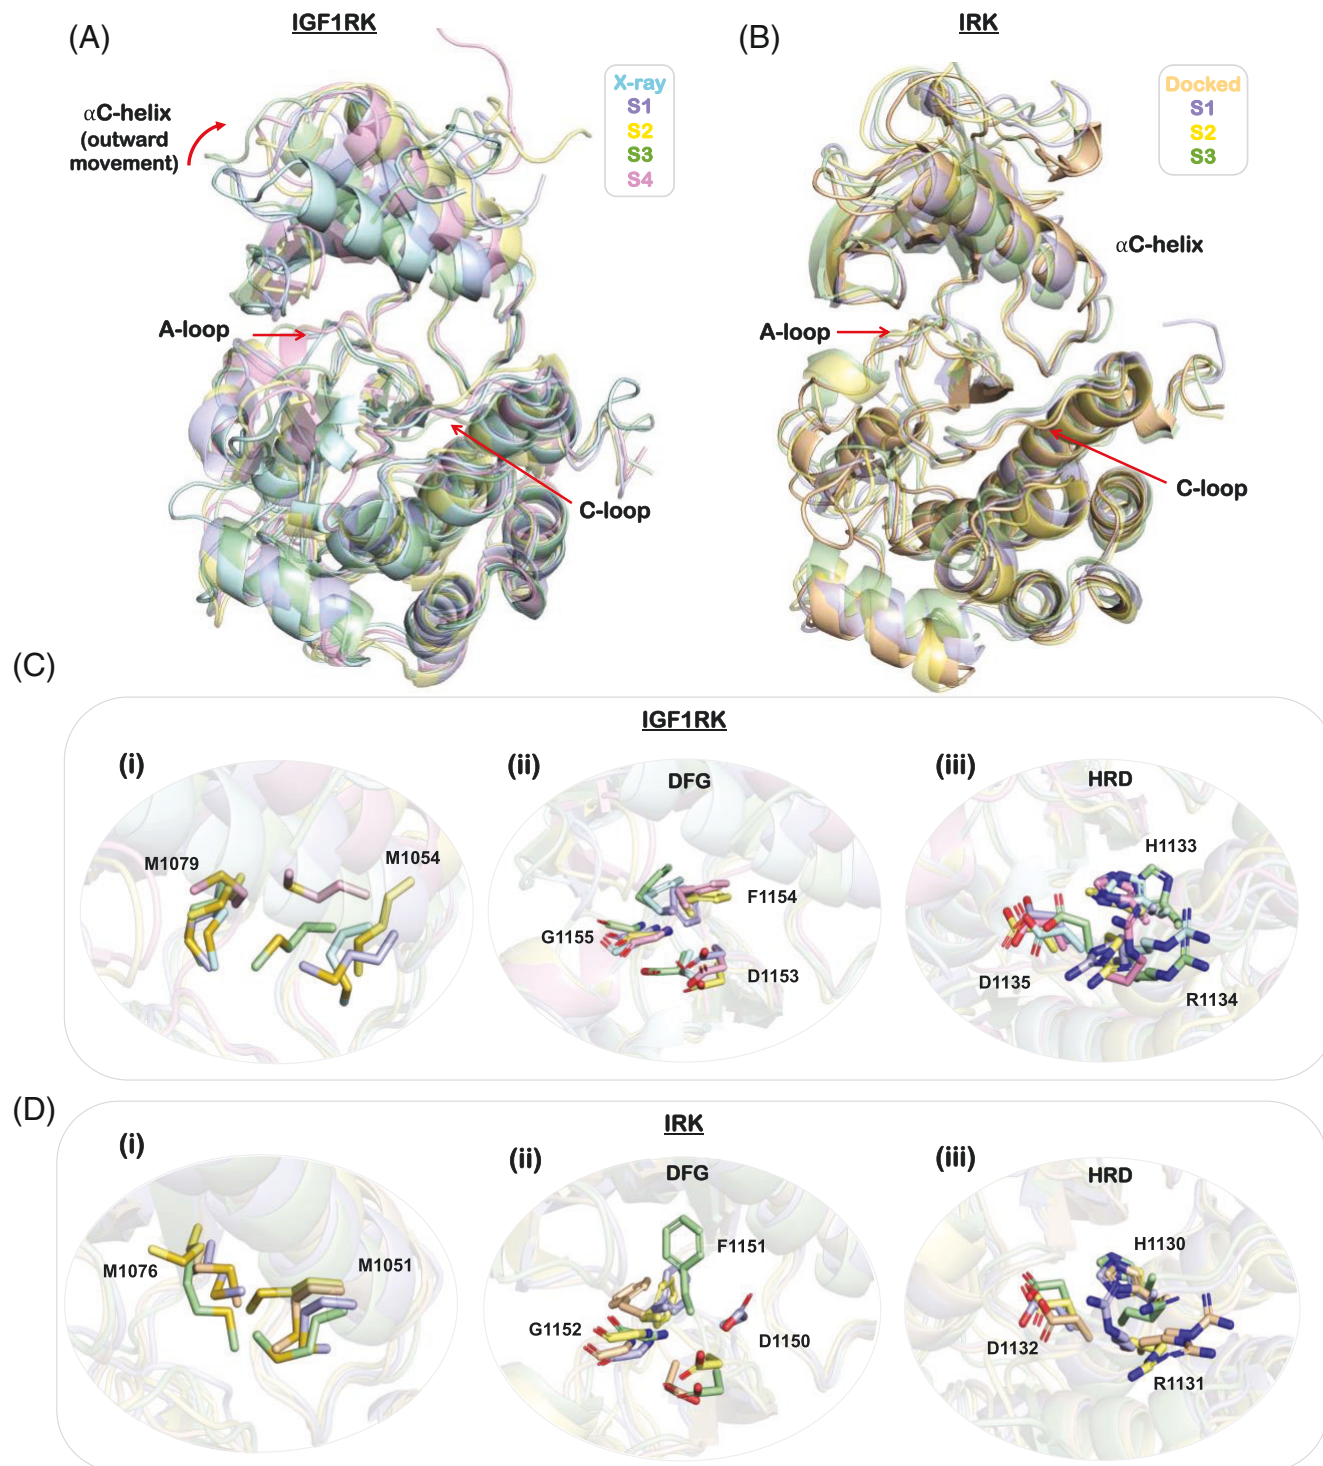 (A)
IGF1RK
αC-helix
(outward
movement)
X-ray
S1
S2
S3
S4
A-loop
C-loop
(B)
IRK
Docked
S1
S2
S3
αC-helix
A-loop
C-loop
(C)
IGF1RK
(i)
M1079
M1054
(ii)
DFG
F1154
G1155
D1153
(iii)
HRD
H1133
D1135
R1134
(D)
IRK
(i)
M1076
M1051
(ii)
DFG
F1151
G1152
D1150
(iii)
HRD
H1130
D1132
R1131